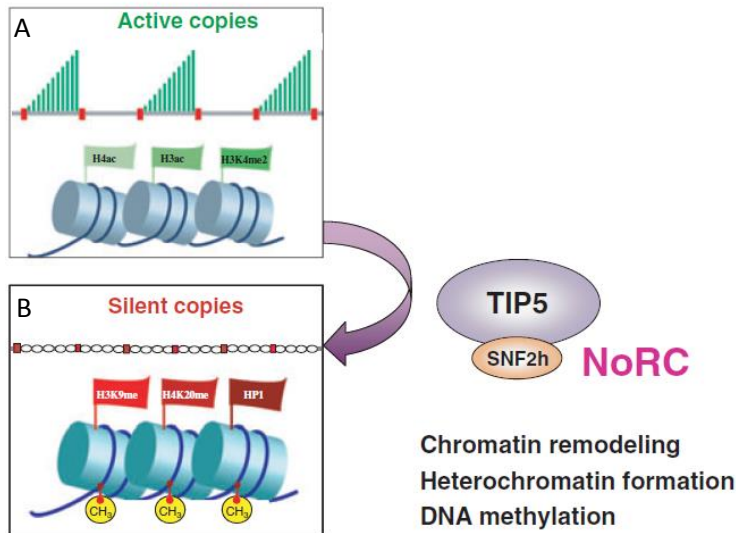 A
Active copies
H4ac
H3ac
H3K4me2
B
Silent copies
H3K9me
H4K20me
HP1
CH3
CH3
CH3
TIP5
SNF2h
NoRC
Chromatin remodeling
Heterochromatin formation
DNA methylation